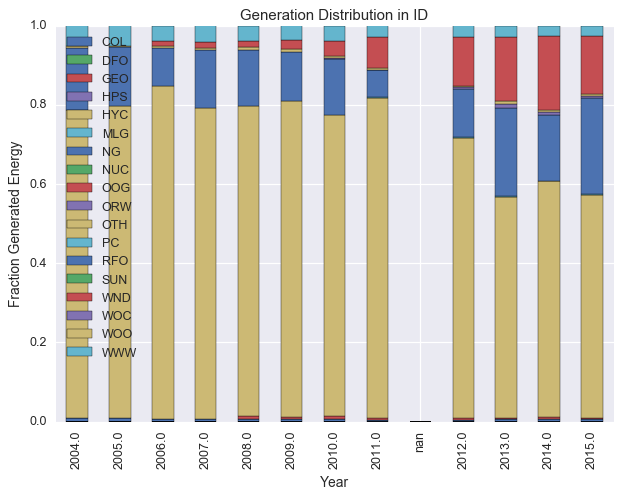 Generation Distribution in ID
Fraction Generated Energy
1.0
0.8
0.6
0.4
0.2
0.0
COL
DFO
GEO
HPS
HYC
MLG
NG
NUC
OOG
ORW
OTH
PC
RFO
SUN
WND
WOC
WOO
WWW
2004.0
2005.0
2006.0
2007.0
2008.0
2009.0
2010.0
2011.0
nan
2012.0
2013.0
2014.0
2015.0
Year